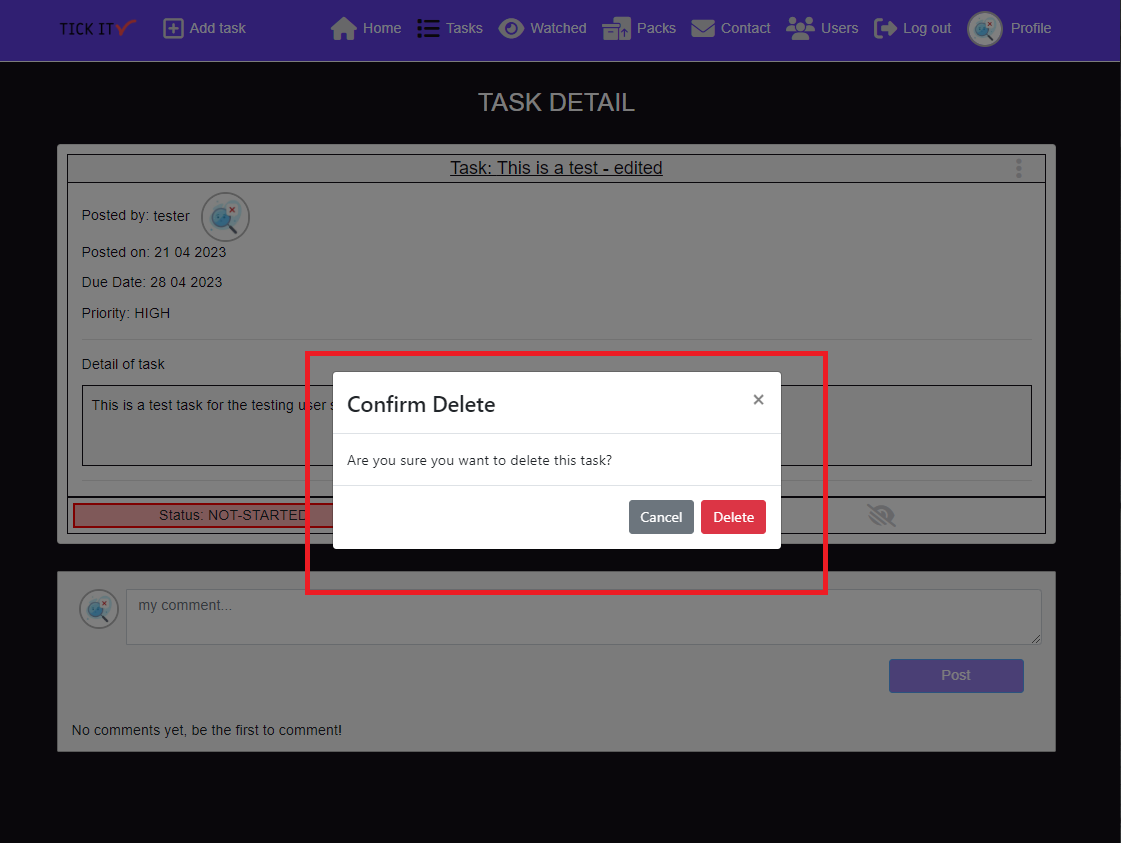 TICK IT Add task Home Tasks Watched Packs Contact Users Log out Profile
TASK DETAIL
Task: This is a test - edited
Posted by: tester
Posted on: 21 04 2023
Due Date: 28 04 2023
Priority: HIGH
Detail of task
This is a test task for the testing user s
Confirm Delete ×
Are you sure you want to delete this task?
Cancel Delete
Status: NOT-STARTED
my comment...
Post
No comments yet, be the first to comment!